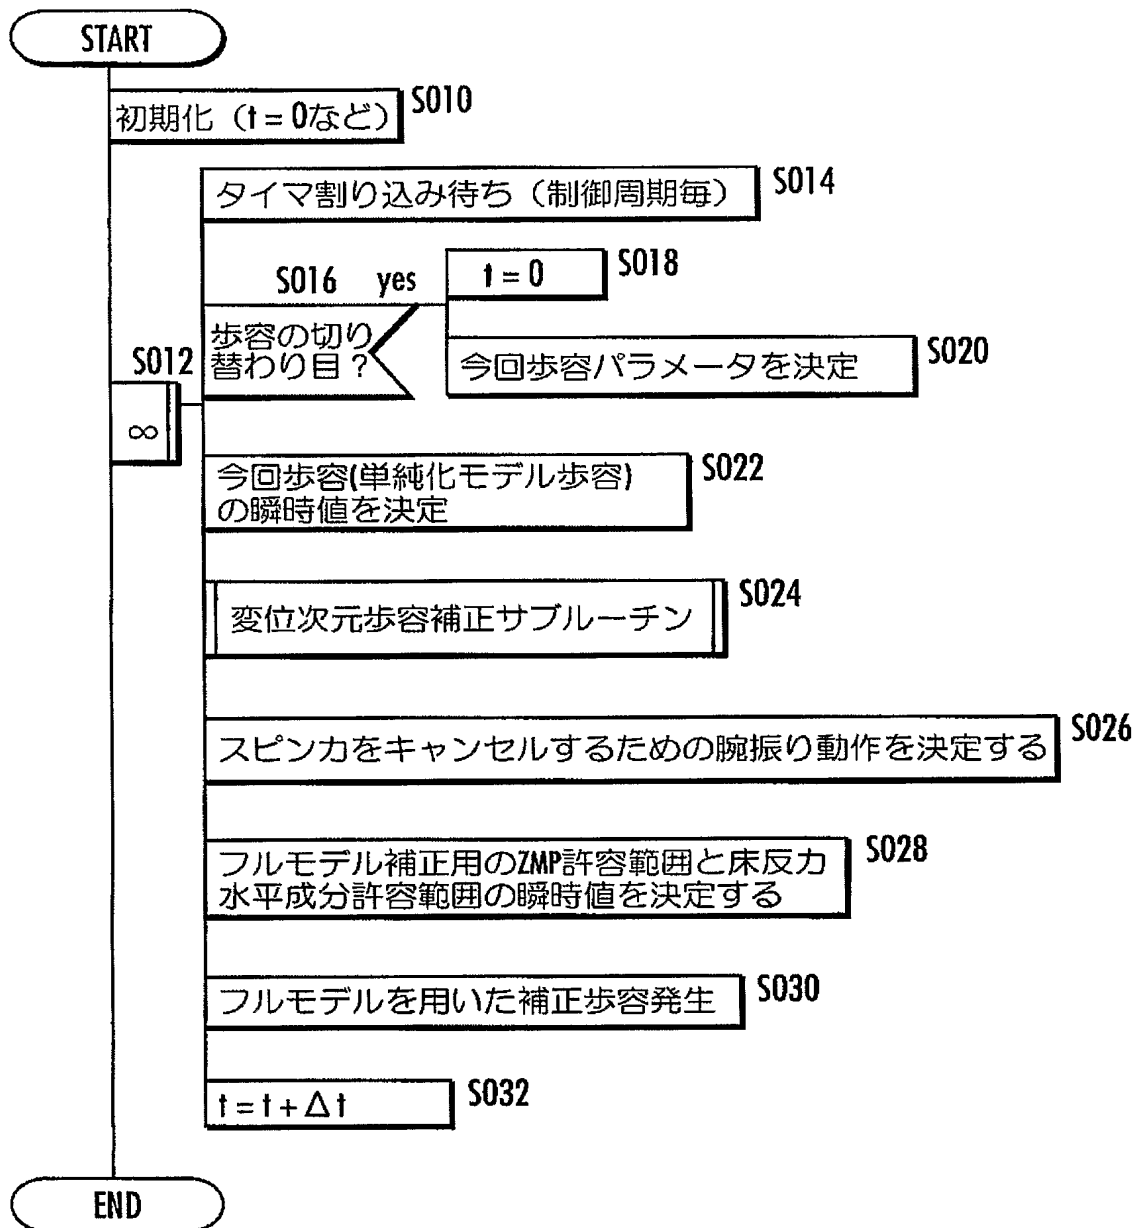 START
初期化（t = 0など）
S010
タイマ割り込み待ち（制御周期毎）
S014
S016
yes
t = 0
S018
歩容の切り
替わり目？
S012
今回歩容パラメータを決定
S020
∞
今回歩容(単純化モデル歩容)
の瞬時値を決定
S022
変位次元歩容補正サブルーチン
S024
スピン力をキャンセルするための腕振り動作を決定する
S026
フルモデル補正用のZMP許容範囲と床反力
水平成分許容範囲の瞬時値を決定する
S028
フルモデルを用いた補正歩容発生
S030
t = t + Δt
S032
END